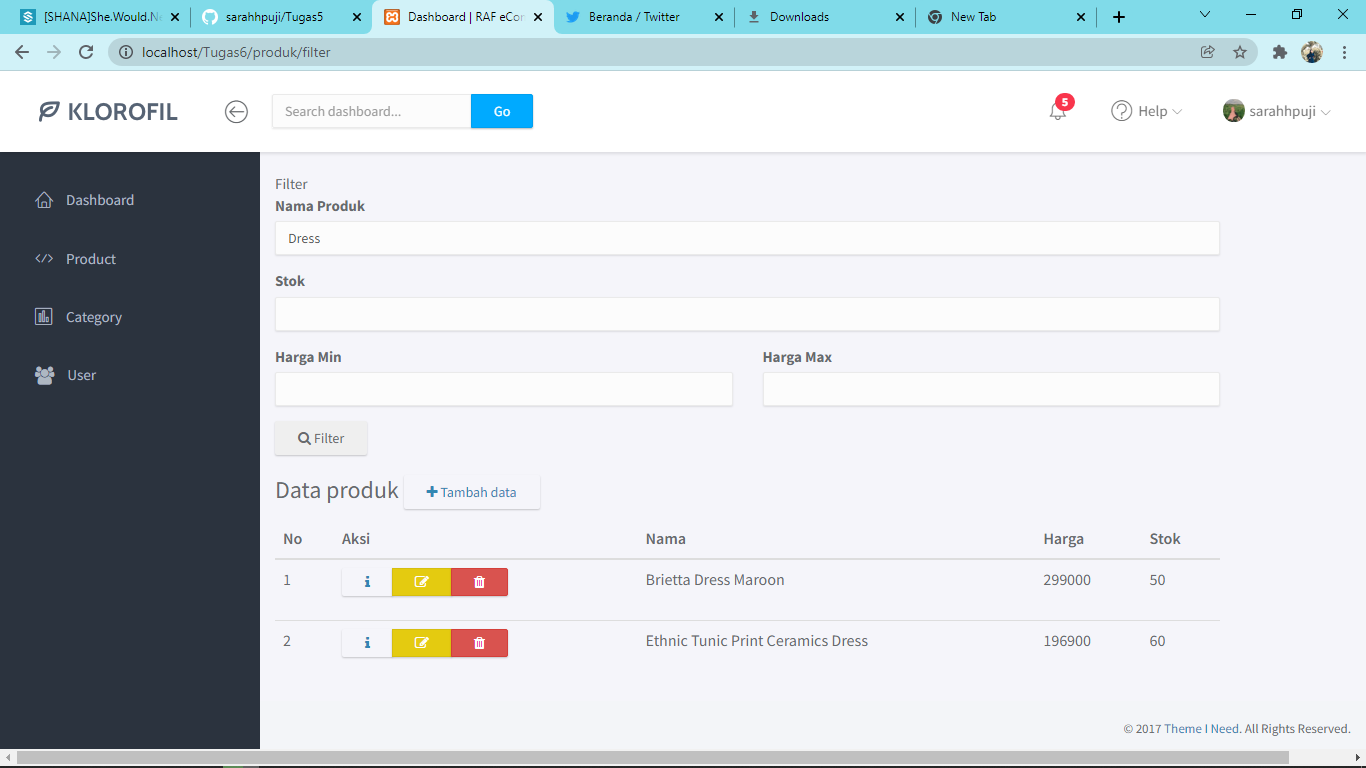 [SHANA]She.Would.Ne
sarahhpuji/Tugas5
Dashboard | RAF eCor
Beranda / Twitter
Downloads
New Tab
localhost/Tugas6/produk/filter
KLOROFIL
Search dashboard...
Go
5
Help
sarahhpuji
Dashboard
Product
Category
User
Filter
Nama Produk
Dress
Stok
Harga Min Harga Max
Filter
Data produk Tambah data
No Aksi Nama Harga Stok
1 Brietta Dress Maroon 299000 50
2 Ethnic Tunic Print Ceramics Dress 196900 60
© 2017 Theme I Need. All Rights Reserved.